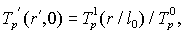 T_p′(r′,0) = T_p^1(r / l_0) / T_p^0,